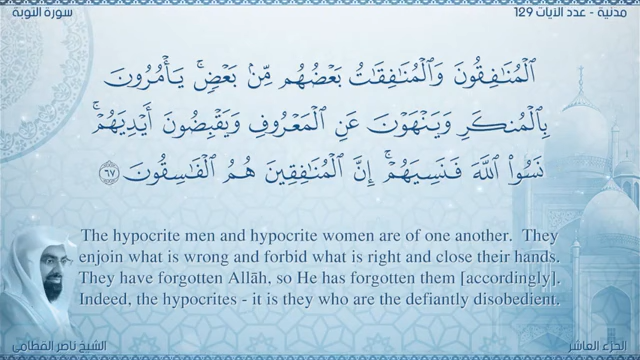 مدنية - عدد الآيات 129
سورة التوبة
ٱلْمُنَٰفِقُونَ وَٱلْمُنَٰفِقَٰتُ بَعْضُهُم مِّنۢ بَعْضٍۚ يَأْمُرُونَ
بِٱلْمُنكَرِ وَيَنْهَوْنَ عَنِ ٱلْمَعْرُوفِ وَيَقْبِضُونَ أَيْدِيَهُمْۚ
نَسُوا۟ ٱللَّهَ فَنَسِيَهُمْۗ إِنَّ ٱلْمُنَٰفِقِينَ هُمُ ٱلْفَٰسِقُونَ ٦٧
The hypocrite men and hypocrite women are of one another. They
enjoin what is wrong and forbid what is right and close their hands.
They have forgotten Allāh, so He has forgotten them [accordingly].
Indeed, the hypocrites - it is they who are the defiantly disobedient.
الجزء العاشر
الشيخ ناصر القطامي